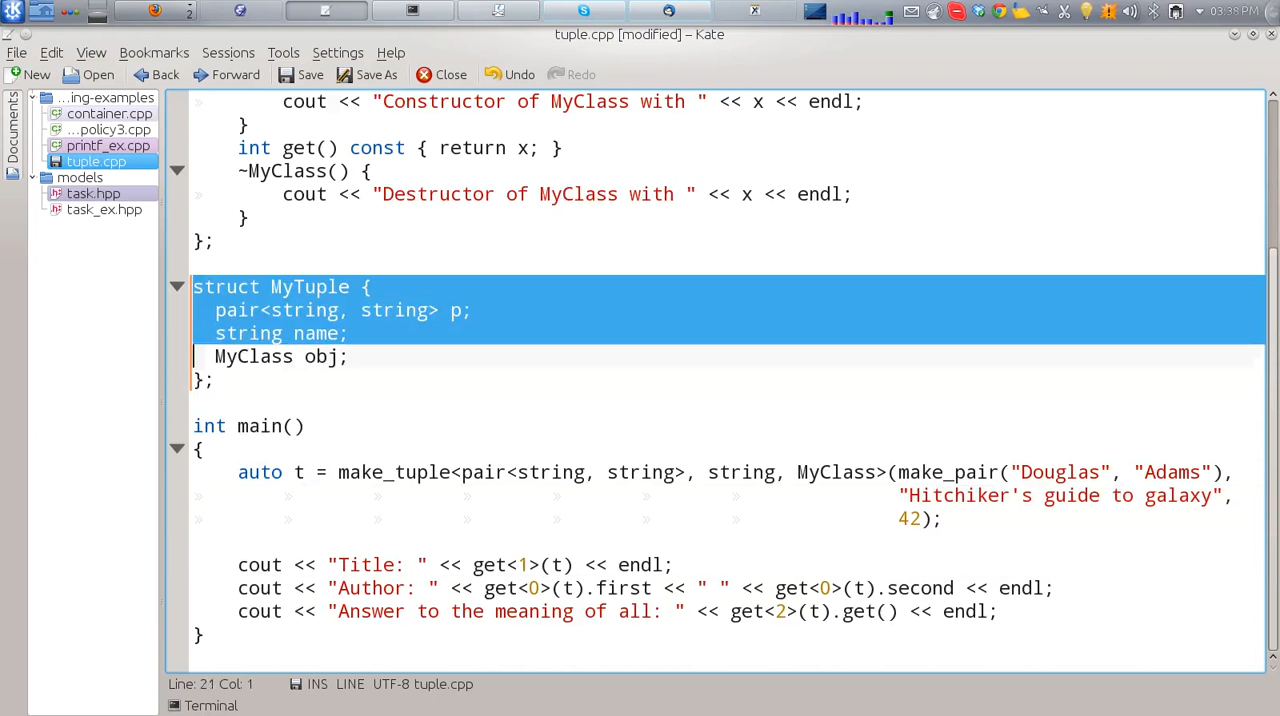 2
03:38 PM
tuple.cpp [modified] – Kate
File Edit View Bookmarks Sessions Tools Settings Help
New Open Back Forward Save Save As Close Undo Redo
Documents
...ing-examples
container.cpp
...policy3.cpp
printf_ex.cpp
tuple.cpp
models
task.hpp
task_ex.hpp
cout << "Constructor of MyClass with " << x << endl;
}
int get() const { return x; }
~MyClass() {
cout << "Destructor of MyClass with " << x << endl;
}
};
struct MyTuple {
pair<string, string> p;
string name;
MyClass obj;
};
int main()
{
auto t = make_tuple<pair<string, string>, string, MyClass>(make_pair("Douglas", "Adams"),
"Hitchiker's guide to galaxy",
42);
cout << "Title: " << get<1>(t) << endl;
cout << "Author: " << get<0>(t).first << " " << get<0>(t).second << endl;
cout << "Answer to the meaning of all: " << get<2>(t).get() << endl;
}
Line: 21 Col: 1 INS LINE UTF-8 tuple.cpp
Terminal